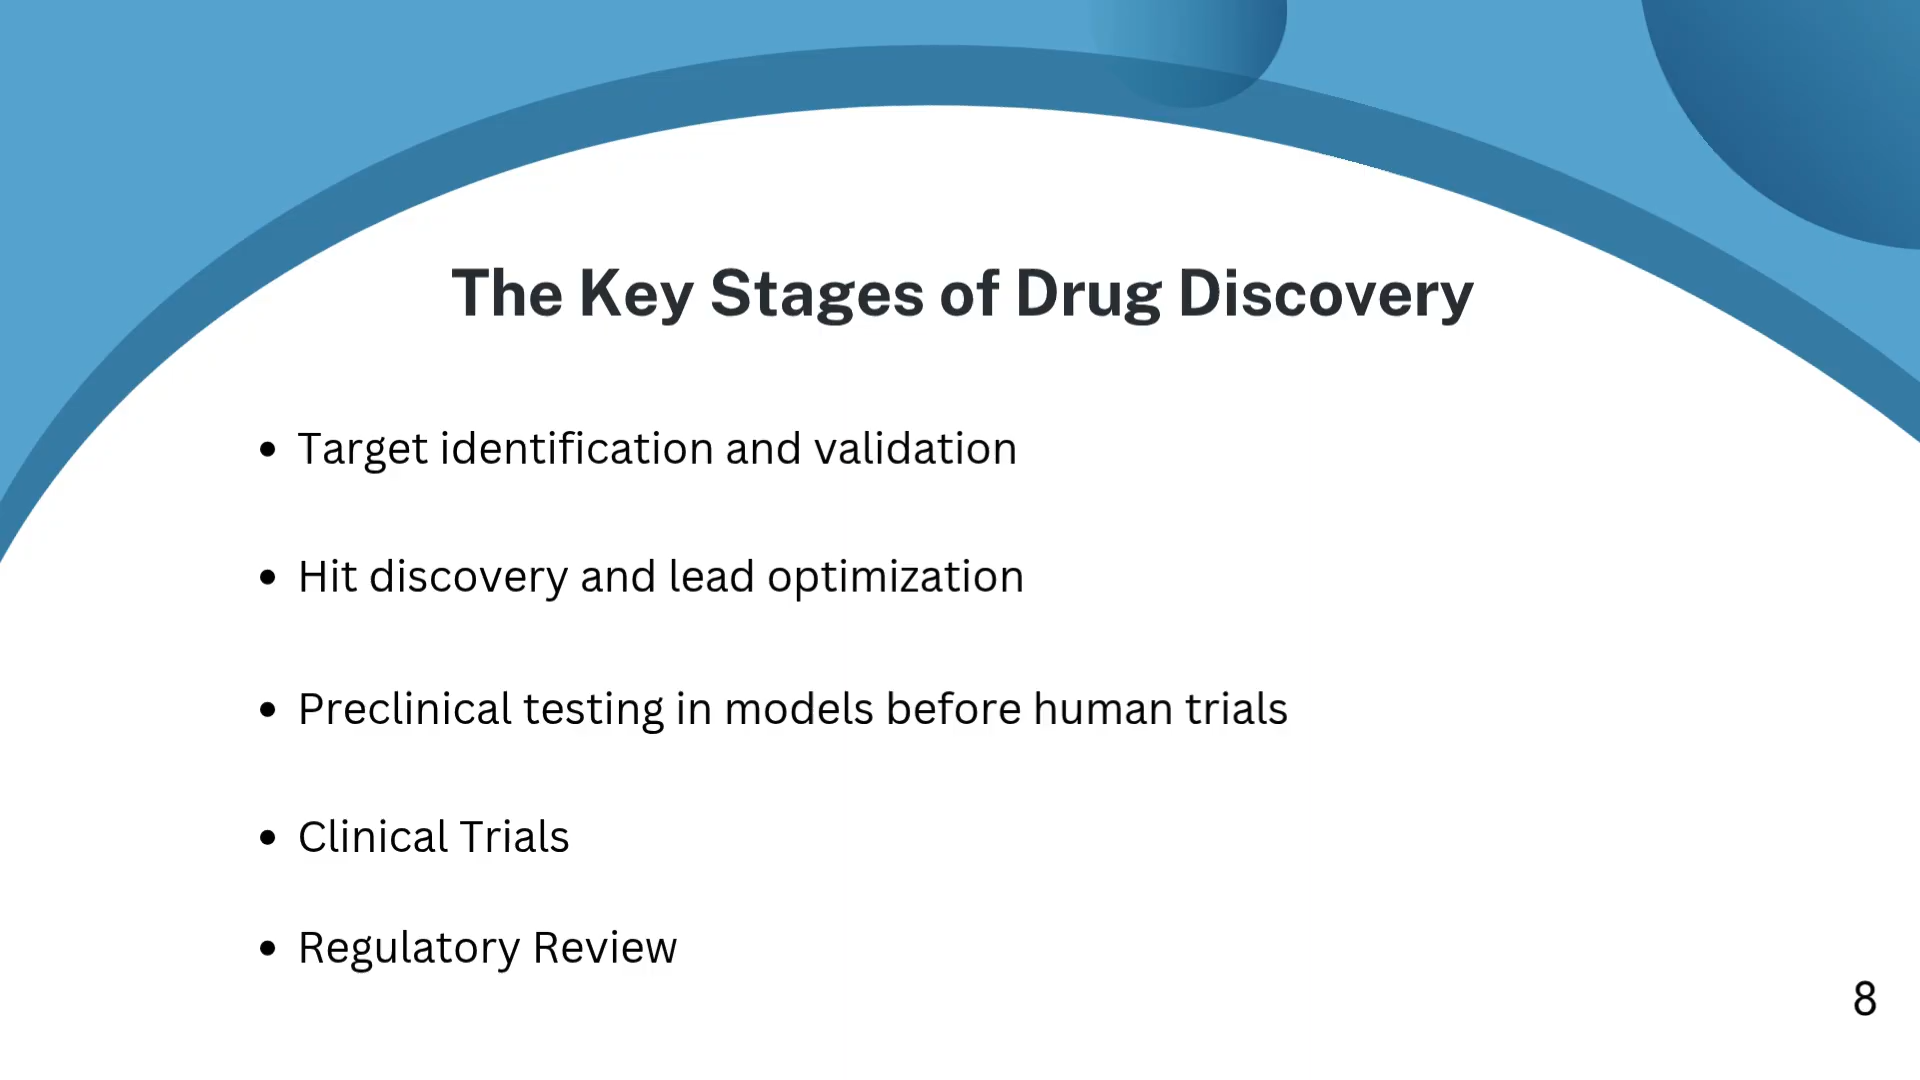 The Key Stages of Drug Discovery
• Target identification and validation
• Hit discovery and lead optimization
• Preclinical testing in models before human trials
• Clinical Trials
• Regulatory Review
8